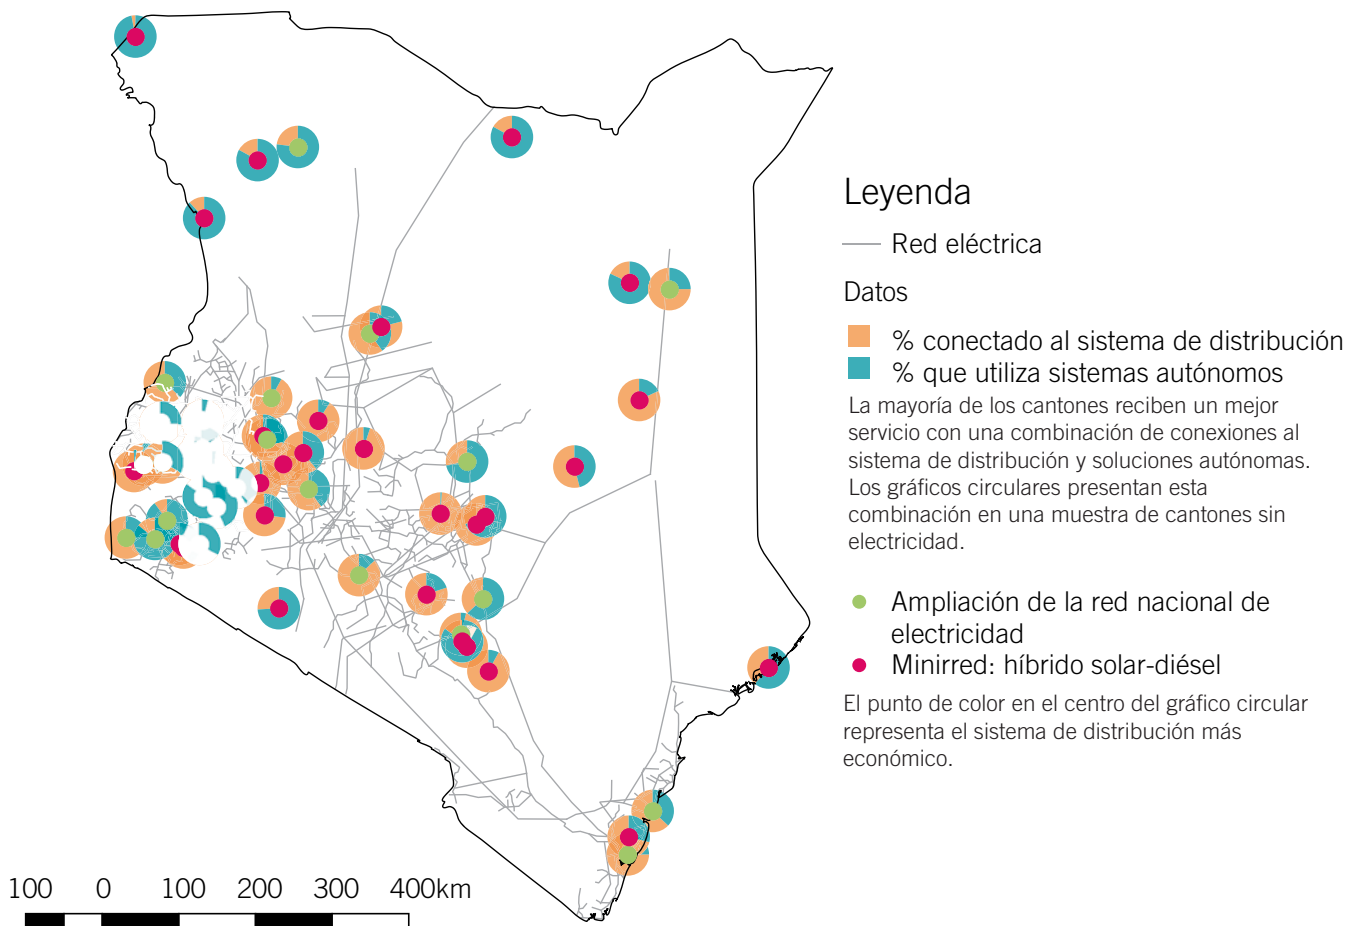 Leyenda
Red eléctrica
Datos
% conectado al sistema de distribución
% que utiliza sistemas autónomos
La mayoría de los cantones reciben un mejor
servicio con una combinación de conexiones al
sistema de distribución y soluciones autónomas.
Los gráficos circulares presentan esta
combinación en una muestra de cantones sin
electricidad.
Ampliación de la red nacional de
electricidad
Minirred: híbrido solar-diésel
El punto de color en el centro del gráfico circular
representa el sistema de distribución más
económico.
100 0 100 200 300 400km